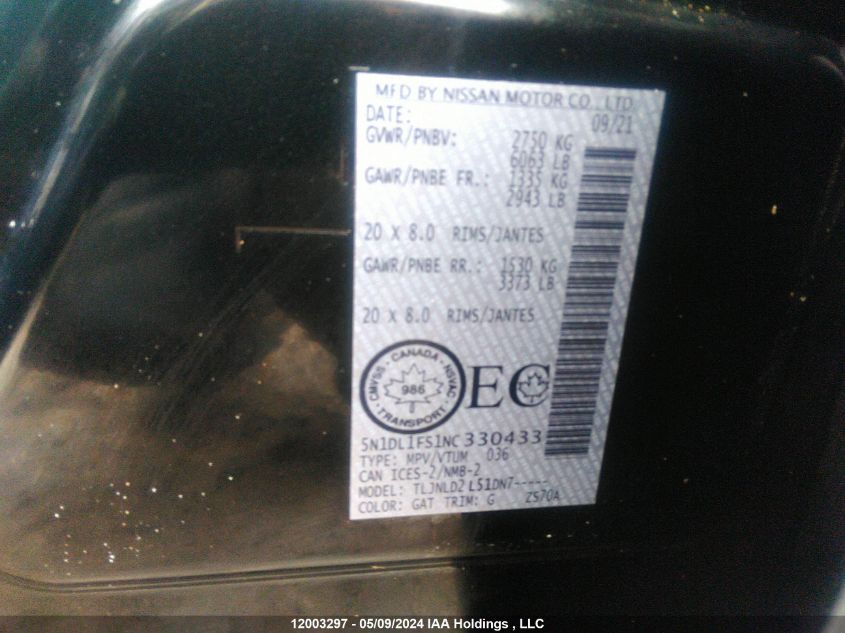 MFD BY NISSAN MOTOR CO., LTD.
DATE: 09/21
GVWR/PNBV: 2750 KG
6063 LB
GAWR/PNBE FR.: 1335 KG
2943 LB
20 X 8.0 RIMS/JANTES
GAWR/PNBE RR.: 1530 KG
3373 LB
20 X 8.0 RIMS/JANTES
CMVSS · CANADA · NSVAC
986
TRANSPORT
EC
5N1DL1FS1NC330433
TYPE: MPV/VTUM 036
CAN ICES-2/NMB-2
MODEL: TLJNLD2 L51DN7-----
COLOR: GAT TRIM: G ZS70A
12003297 - 05/09/2024 IAA Holdings , LLC